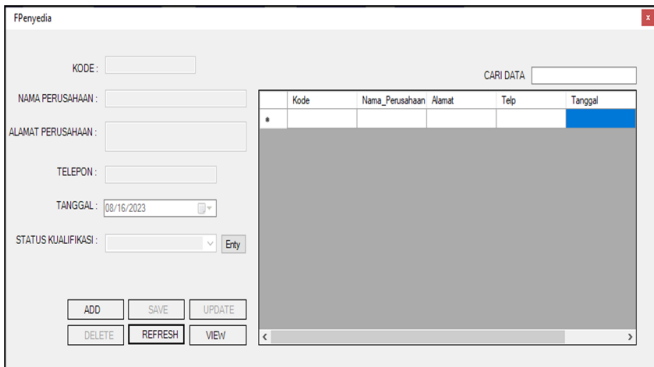 FPenyedia
x
KODE :
CARI DATA
NAMA PERUSAHAAN :
Kode Nama_Perusahaan Alamat Telp Tanggal
*
ALAMAT PERUSAHAAN :
TELEPON :
TANGGAL : 08/16/2023
STATUS KUALIFIKASI : Enty
ADD SAVE UPDATE
DELETE REFRESH VIEW